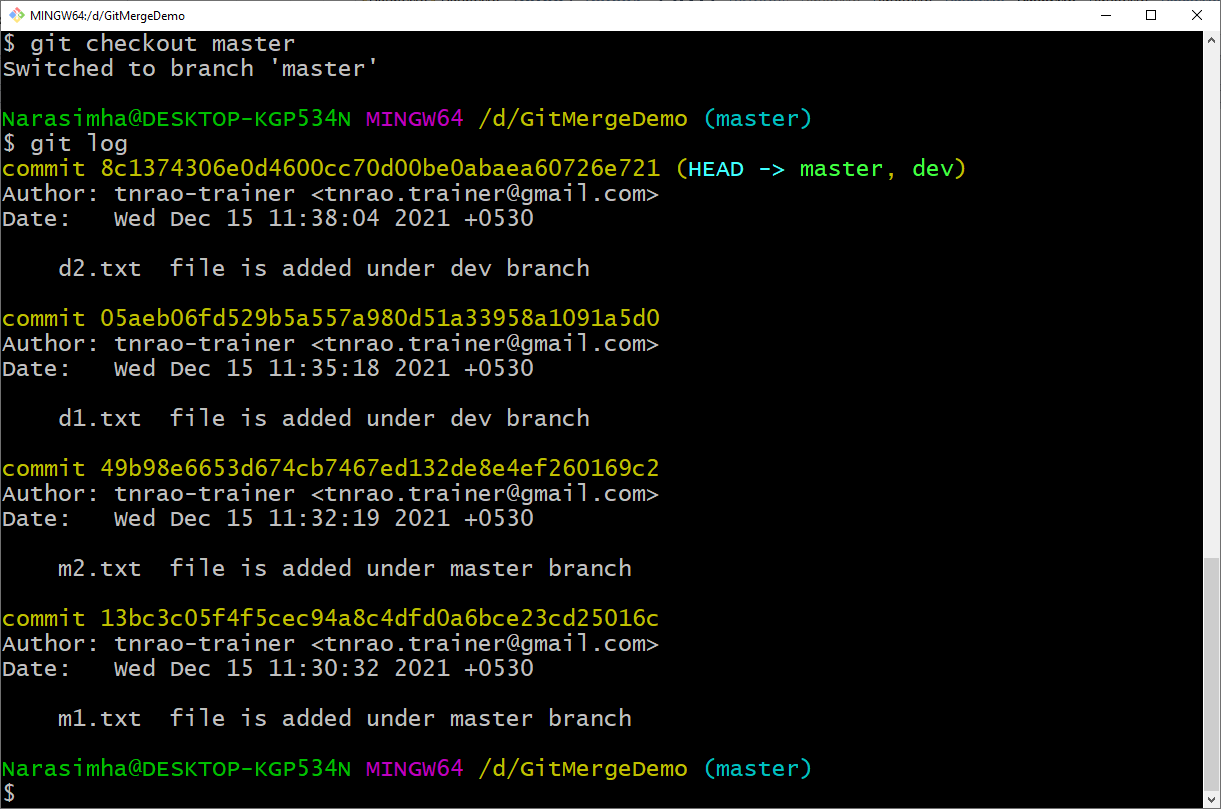 MINGW64:/d/GitMergeDemo
$ git checkout master
Switched to branch 'master'
Narasimha@DESKTOP-KGP534N MINGW64 /d/GitMergeDemo (master)
$ git log
commit 8c1374306e0d4600cc70d00be0abaea60726e721 (HEAD -> master, dev)
Author: tnrao-trainer <tnrao.trainer@gmail.com>
Date:   Wed Dec 15 11:38:04 2021 +0530
    d2.txt  file is added under dev branch
commit 05aeb06fd529b5a557a980d51a33958a1091a5d0
Author: tnrao-trainer <tnrao.trainer@gmail.com>
Date:   Wed Dec 15 11:35:18 2021 +0530
    d1.txt  file is added under dev branch
commit 49b98e6653d674cb7467ed132de8e4ef260169c2
Author: tnrao-trainer <tnrao.trainer@gmail.com>
Date:   Wed Dec 15 11:32:19 2021 +0530
    m2.txt  file is added under master branch
commit 13bc3c05f4f5cec94a8c4dfd0a6bce23cd25016c
Author: tnrao-trainer <tnrao.trainer@gmail.com>
Date:   Wed Dec 15 11:30:32 2021 +0530
    m1.txt  file is added under master branch
Narasimha@DESKTOP-KGP534N MINGW64 /d/GitMergeDemo (master)
$